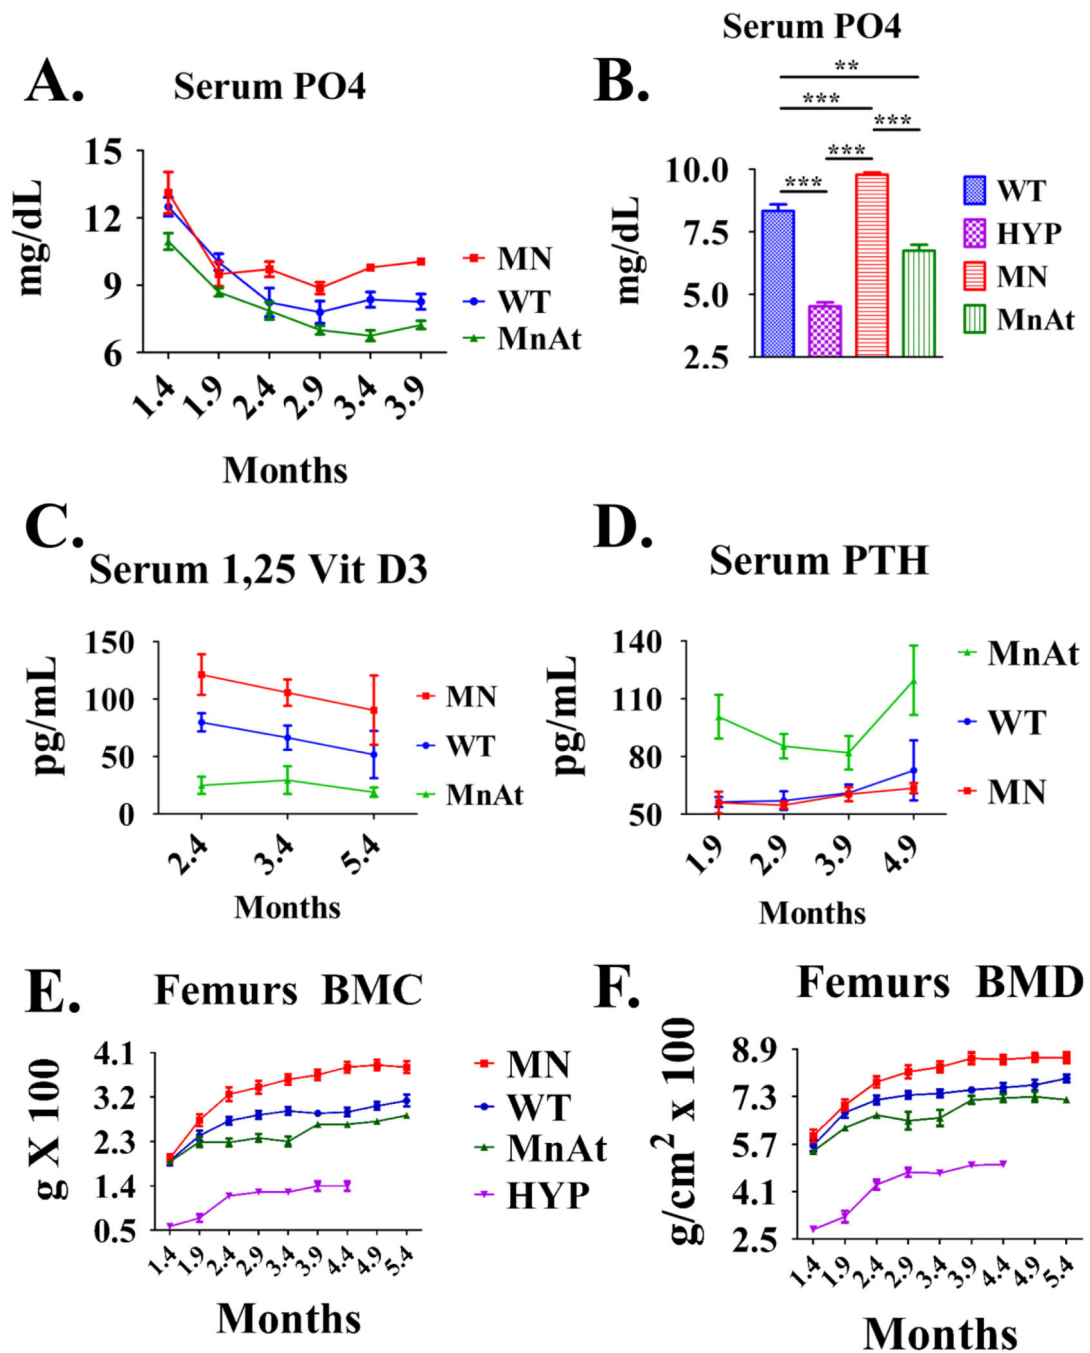 A.
Serum PO4
mg/dL
15
12
9
6
1.4
1.9
2.4
2.9
3.4
3.9
Months
MN
WT
MnAt
B.
Serum PO4
mg/dL
10.0
7.5
5.0
2.5
**
***
***
***
***
WT
HYP
MN
MnAt
C.
Serum 1,25 Vit D3
pg/mL
150
100
50
0
2.4
3.4
5.4
Months
MN
WT
MnAt
D.
Serum PTH
pg/mL
140
110
80
50
1.9
2.9
3.9
4.9
Months
MnAt
WT
MN
E.
Femurs BMC
g X 100
4.1
3.2
2.3
1.4
0.5
1.4
1.9
2.4
2.9
3.4
3.9
4.4
4.9
5.4
Months
MN
WT
MnAt
HYP
F.
Femurs BMD
g/cm² x 100
8.9
7.3
5.7
4.1
2.5
1.4
1.9
2.4
2.9
3.4
3.9
4.4
4.9
5.4
Months